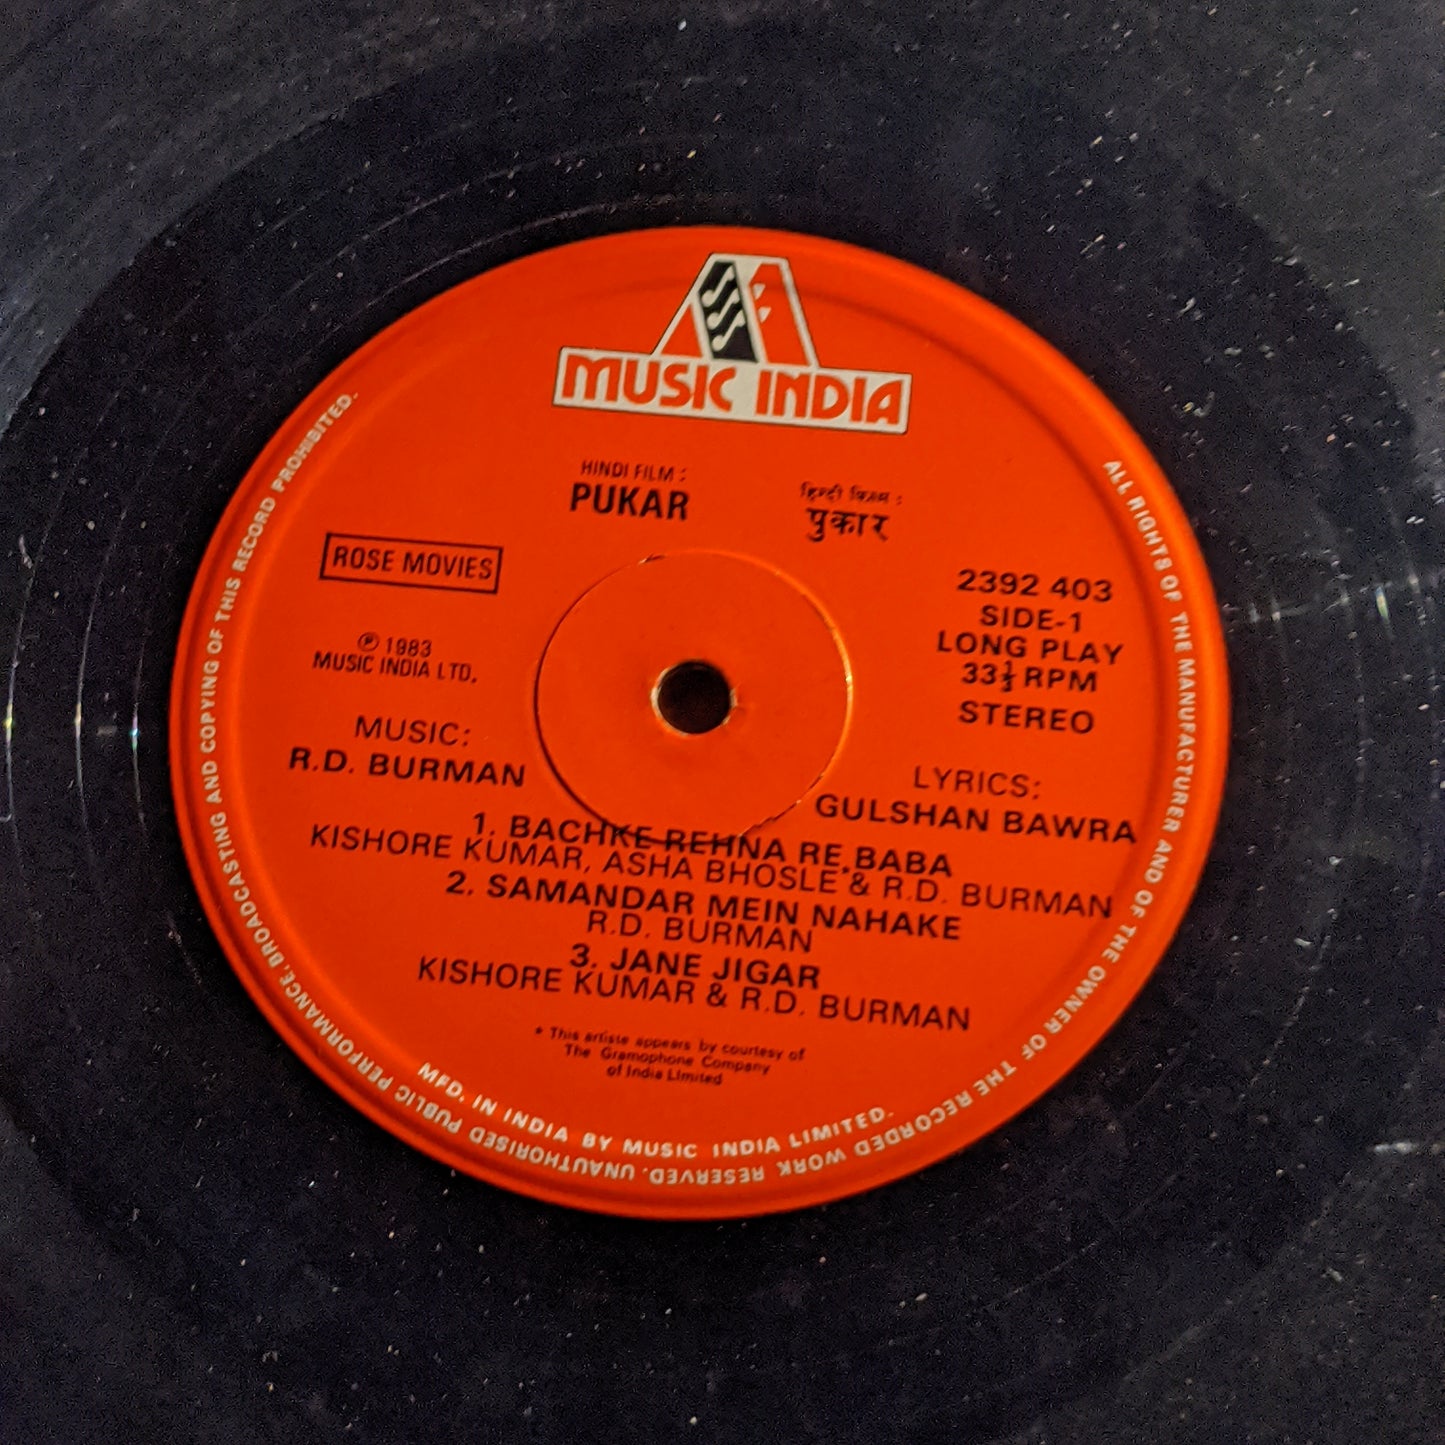 MUSIC INDIA
HINDI FILM :
PUKAR
हिन्दी फिल्म :
पुकार
ROSE MOVIES
℗ 1983
MUSIC INDIA LTD.
2392 403
SIDE-1
LONG PLAY
33⅓ RPM
STEREO
MUSIC:
R.D. BURMAN
LYRICS:
GULSHAN BAWRA
1. BACHKE REHNA RE BABA
KISHORE KUMAR, ASHA BHOSLE* & R.D. BURMAN
2. SAMANDAR MEIN NAHAKE
R.D. BURMAN
3. JANE JIGAR
KISHORE KUMAR & R.D. BURMAN
* This artiste appears by courtesy of
The Gramophone Company
of India Limited
MFD. IN INDIA BY MUSIC INDIA LIMITED.
ALL RIGHTS OF THE MANUFACTURER AND OF THE OWNER OF THE RECORDED WORK RESERVED. UNAUTHORISED PUBLIC PERFORMANCE, BROADCASTING AND COPYING OF THIS RECORD PROHIBITED.